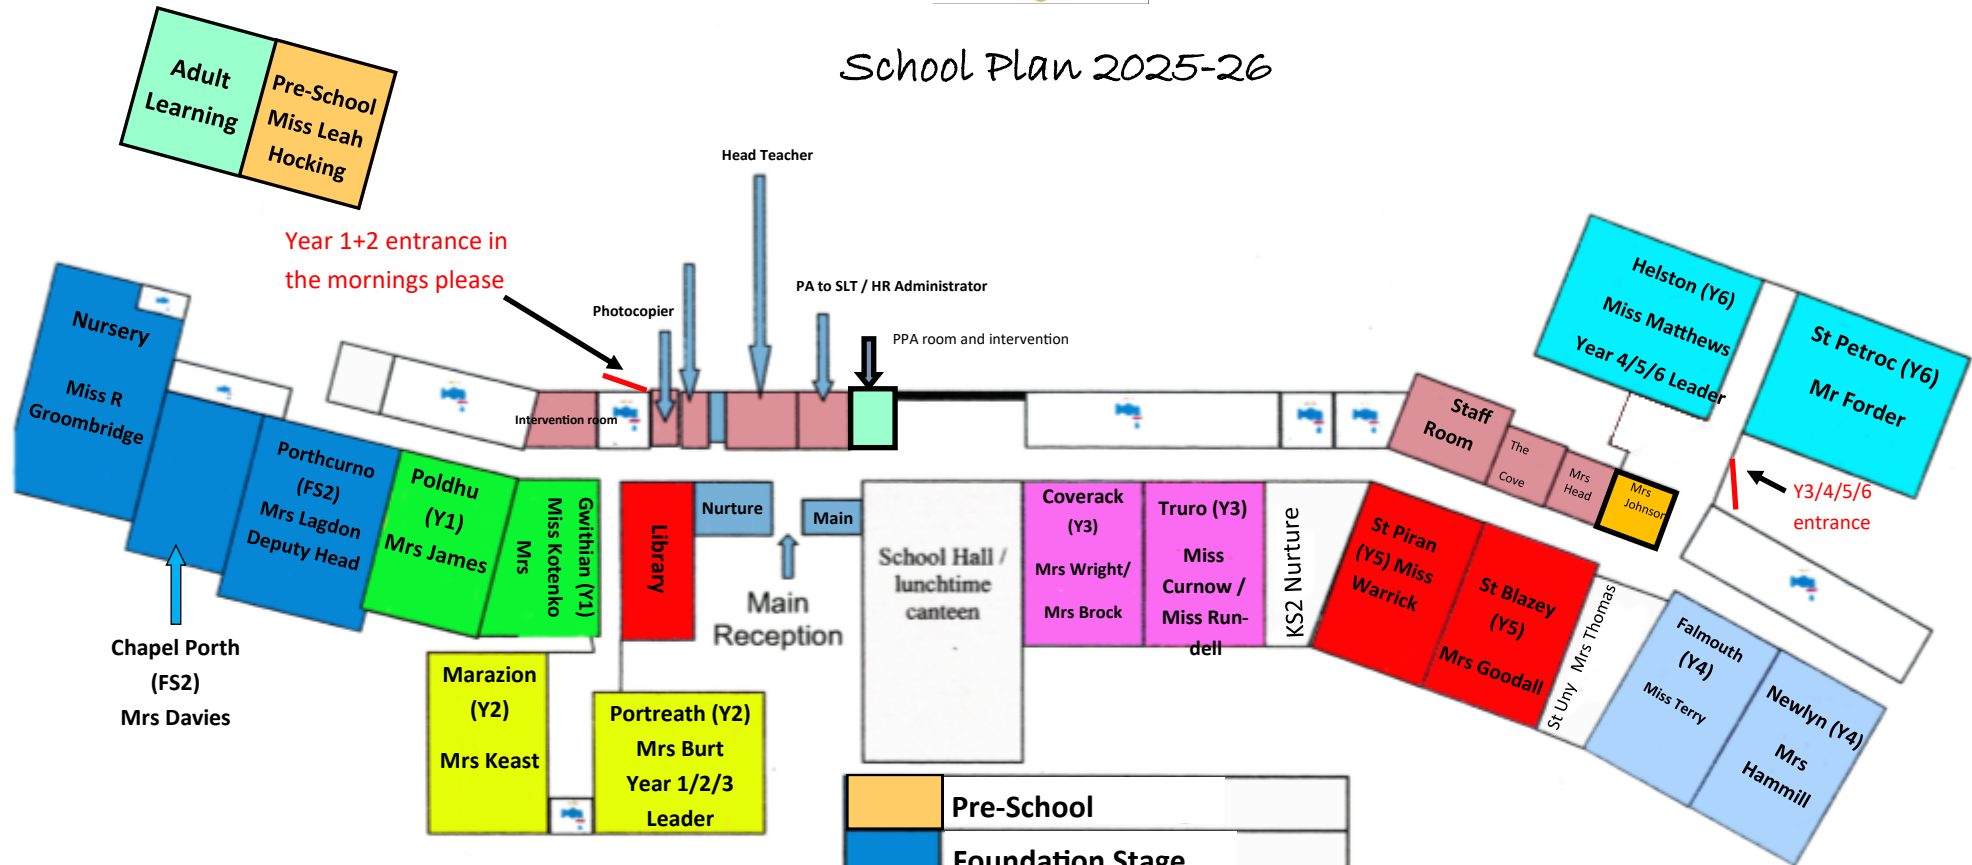 School Plan 2025-26
Adult
Learning
Pre-School
Miss Leah
Hocking
Head Teacher
Year 1+2 entrance in
the mornings please
Photocopier
PA to SLT / HR Administrator
PPA room and intervention
Nursery
Miss R
Groombridge
Intervention room
Chapel Porth
(FS2)
Mrs Davies
Porthcurno
(FS2)
Mrs Lagdon
Deputy Head
Poldhu
(Y1)
Mrs James
Gwithian (Y1)
Miss Kotenko
Mrs
Library
Nurture
Main
Main
Reception
School Hall /
lunchtime
canteen
Marazion
(Y2)
Mrs Keast
Portreath (Y2)
Mrs Burt
Year 1/2/3
Leader
Coverack
(Y3)
Mrs Wright/
Mrs Brock
Truro (Y3)
Miss
Curnow /
Miss Run-
dell
KS2 Nurture
St Piran
(Y5) Miss
Warrick
St Blazey
(Y5)
Mrs Goodall
St Uny Mrs Thomas
Falmouth
(Y4)
Miss Terry
Newlyn (Y4)
Mrs
Hammill
Staff
Room
The
Cove
Mrs
Head
Mrs
Johnson
Helston (Y6)
Miss Matthews
Year 4/5/6 Leader
St Petroc (Y6)
Mr Forder
Y3/4/5/6
entrance
Pre-School
Foundation Stage